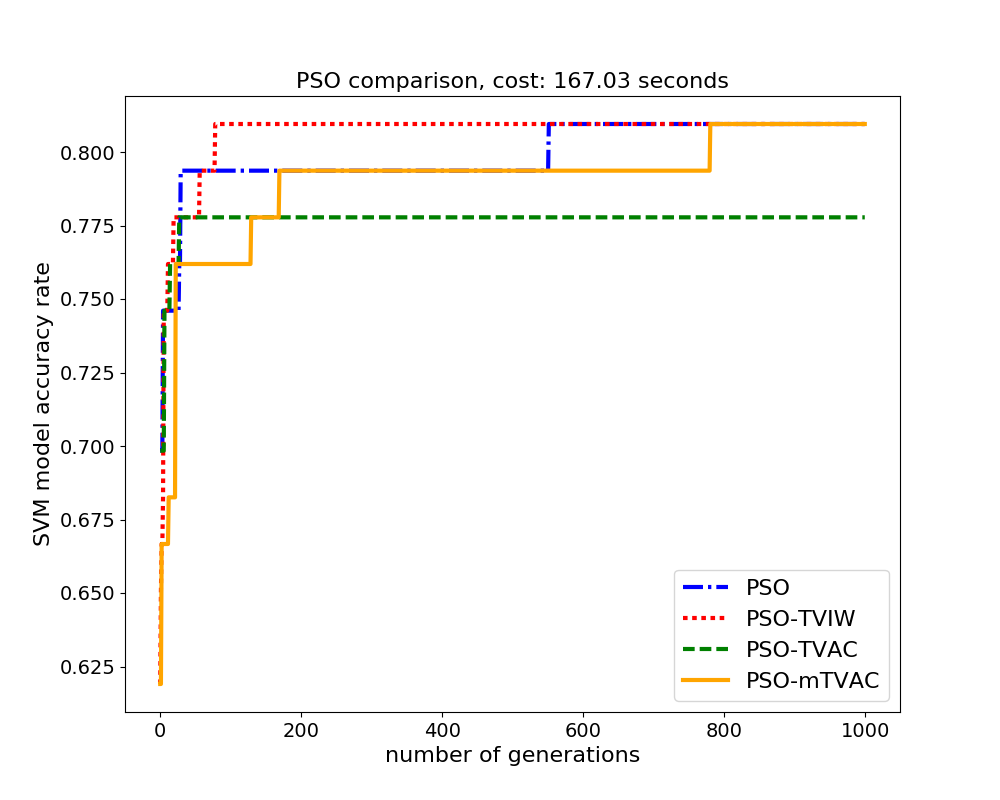 PSO comparison, cost: 167.03 seconds
SVM model accuracy rate
0.800
0.775
0.750
0.725
0.700
0.675
0.650
0.625
0 200 400 600 800 1000
number of generations
PSO
PSO-TVIW
PSO-TVAC
PSO-mTVAC